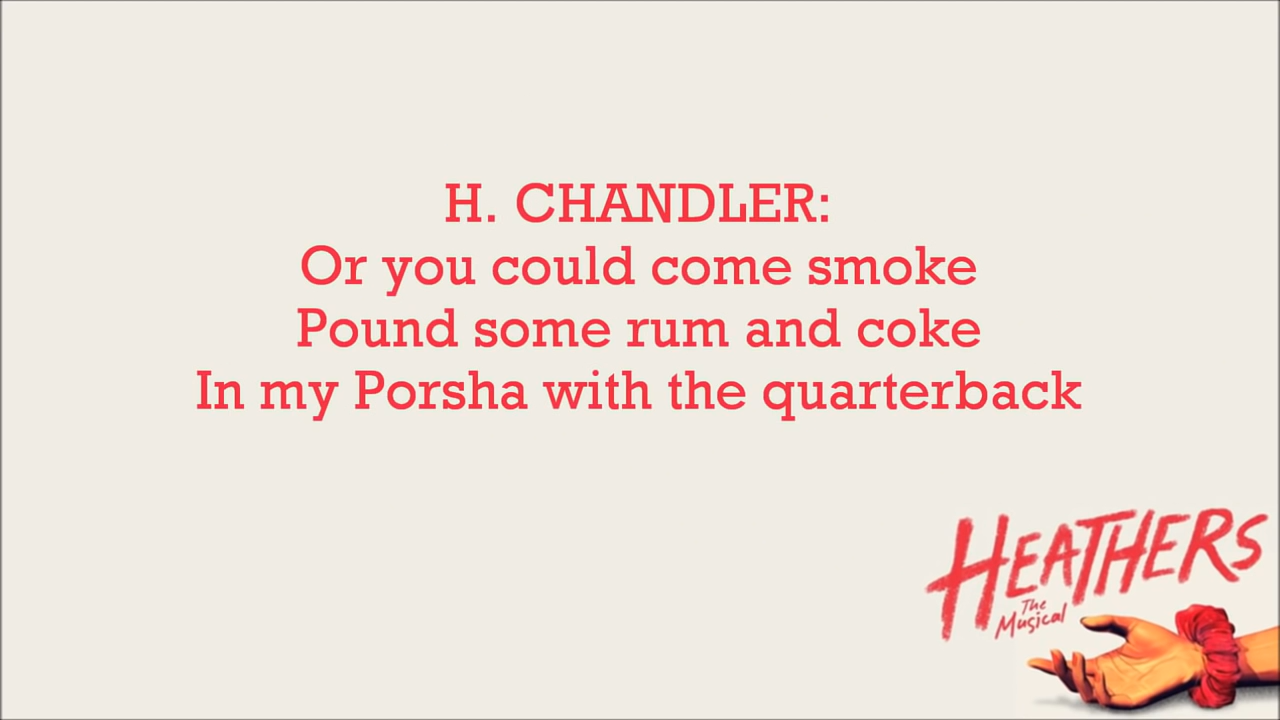 H. CHANDLER:
Or you could come smoke
Pound some rum and coke
In my Porsha with the quarterback
HEATHERS
The
Musical